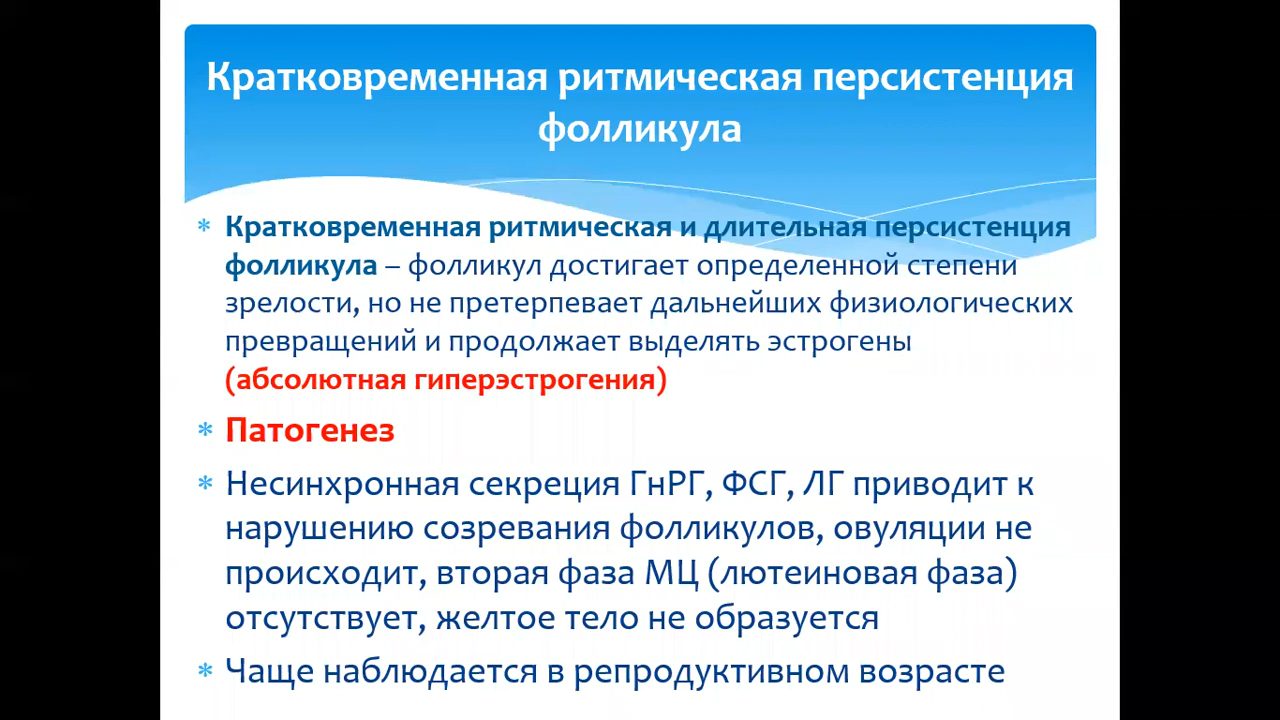 Кратковременная ритмическая персистенция
фолликула
* Кратковременная ритмическая и длительная персистенция
фолликула – фолликул достигает определенной степени
зрелости, но не претерпевает дальнейших физиологических
превращений и продолжает выделять эстрогены
(абсолютная гиперэстрогения)
* Патогенез
* Несинхронная секреция ГнРГ, ФСГ, ЛГ приводит к
нарушению созревания фолликулов, овуляции не
происходит, вторая фаза МЦ (лютеиновая фаза)
отсутствует, желтое тело не образуется
* Чаще наблюдается в репродуктивном возрасте